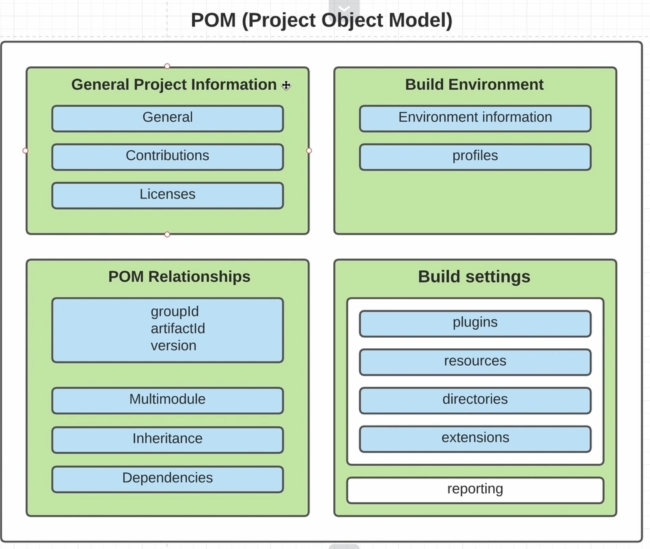 POM (Project Object Model)
General Project Information
General
Contributions
Licenses
Build Environment
Environment information
profiles
POM Relationships
groupId
artifactId
version
Multimodule
Inheritance
Dependencies
Build settings
plugins
resources
directories
extensions
reporting